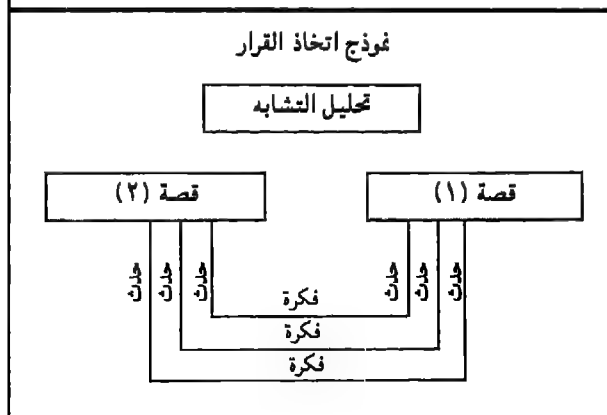 نموذج اتخاذ القرار
تحليل التشابه
قصة (١)
قصة (٢)
حدث
حدث
حدث
حدث
حدث
حدث
فكرة
فكرة
فكرة